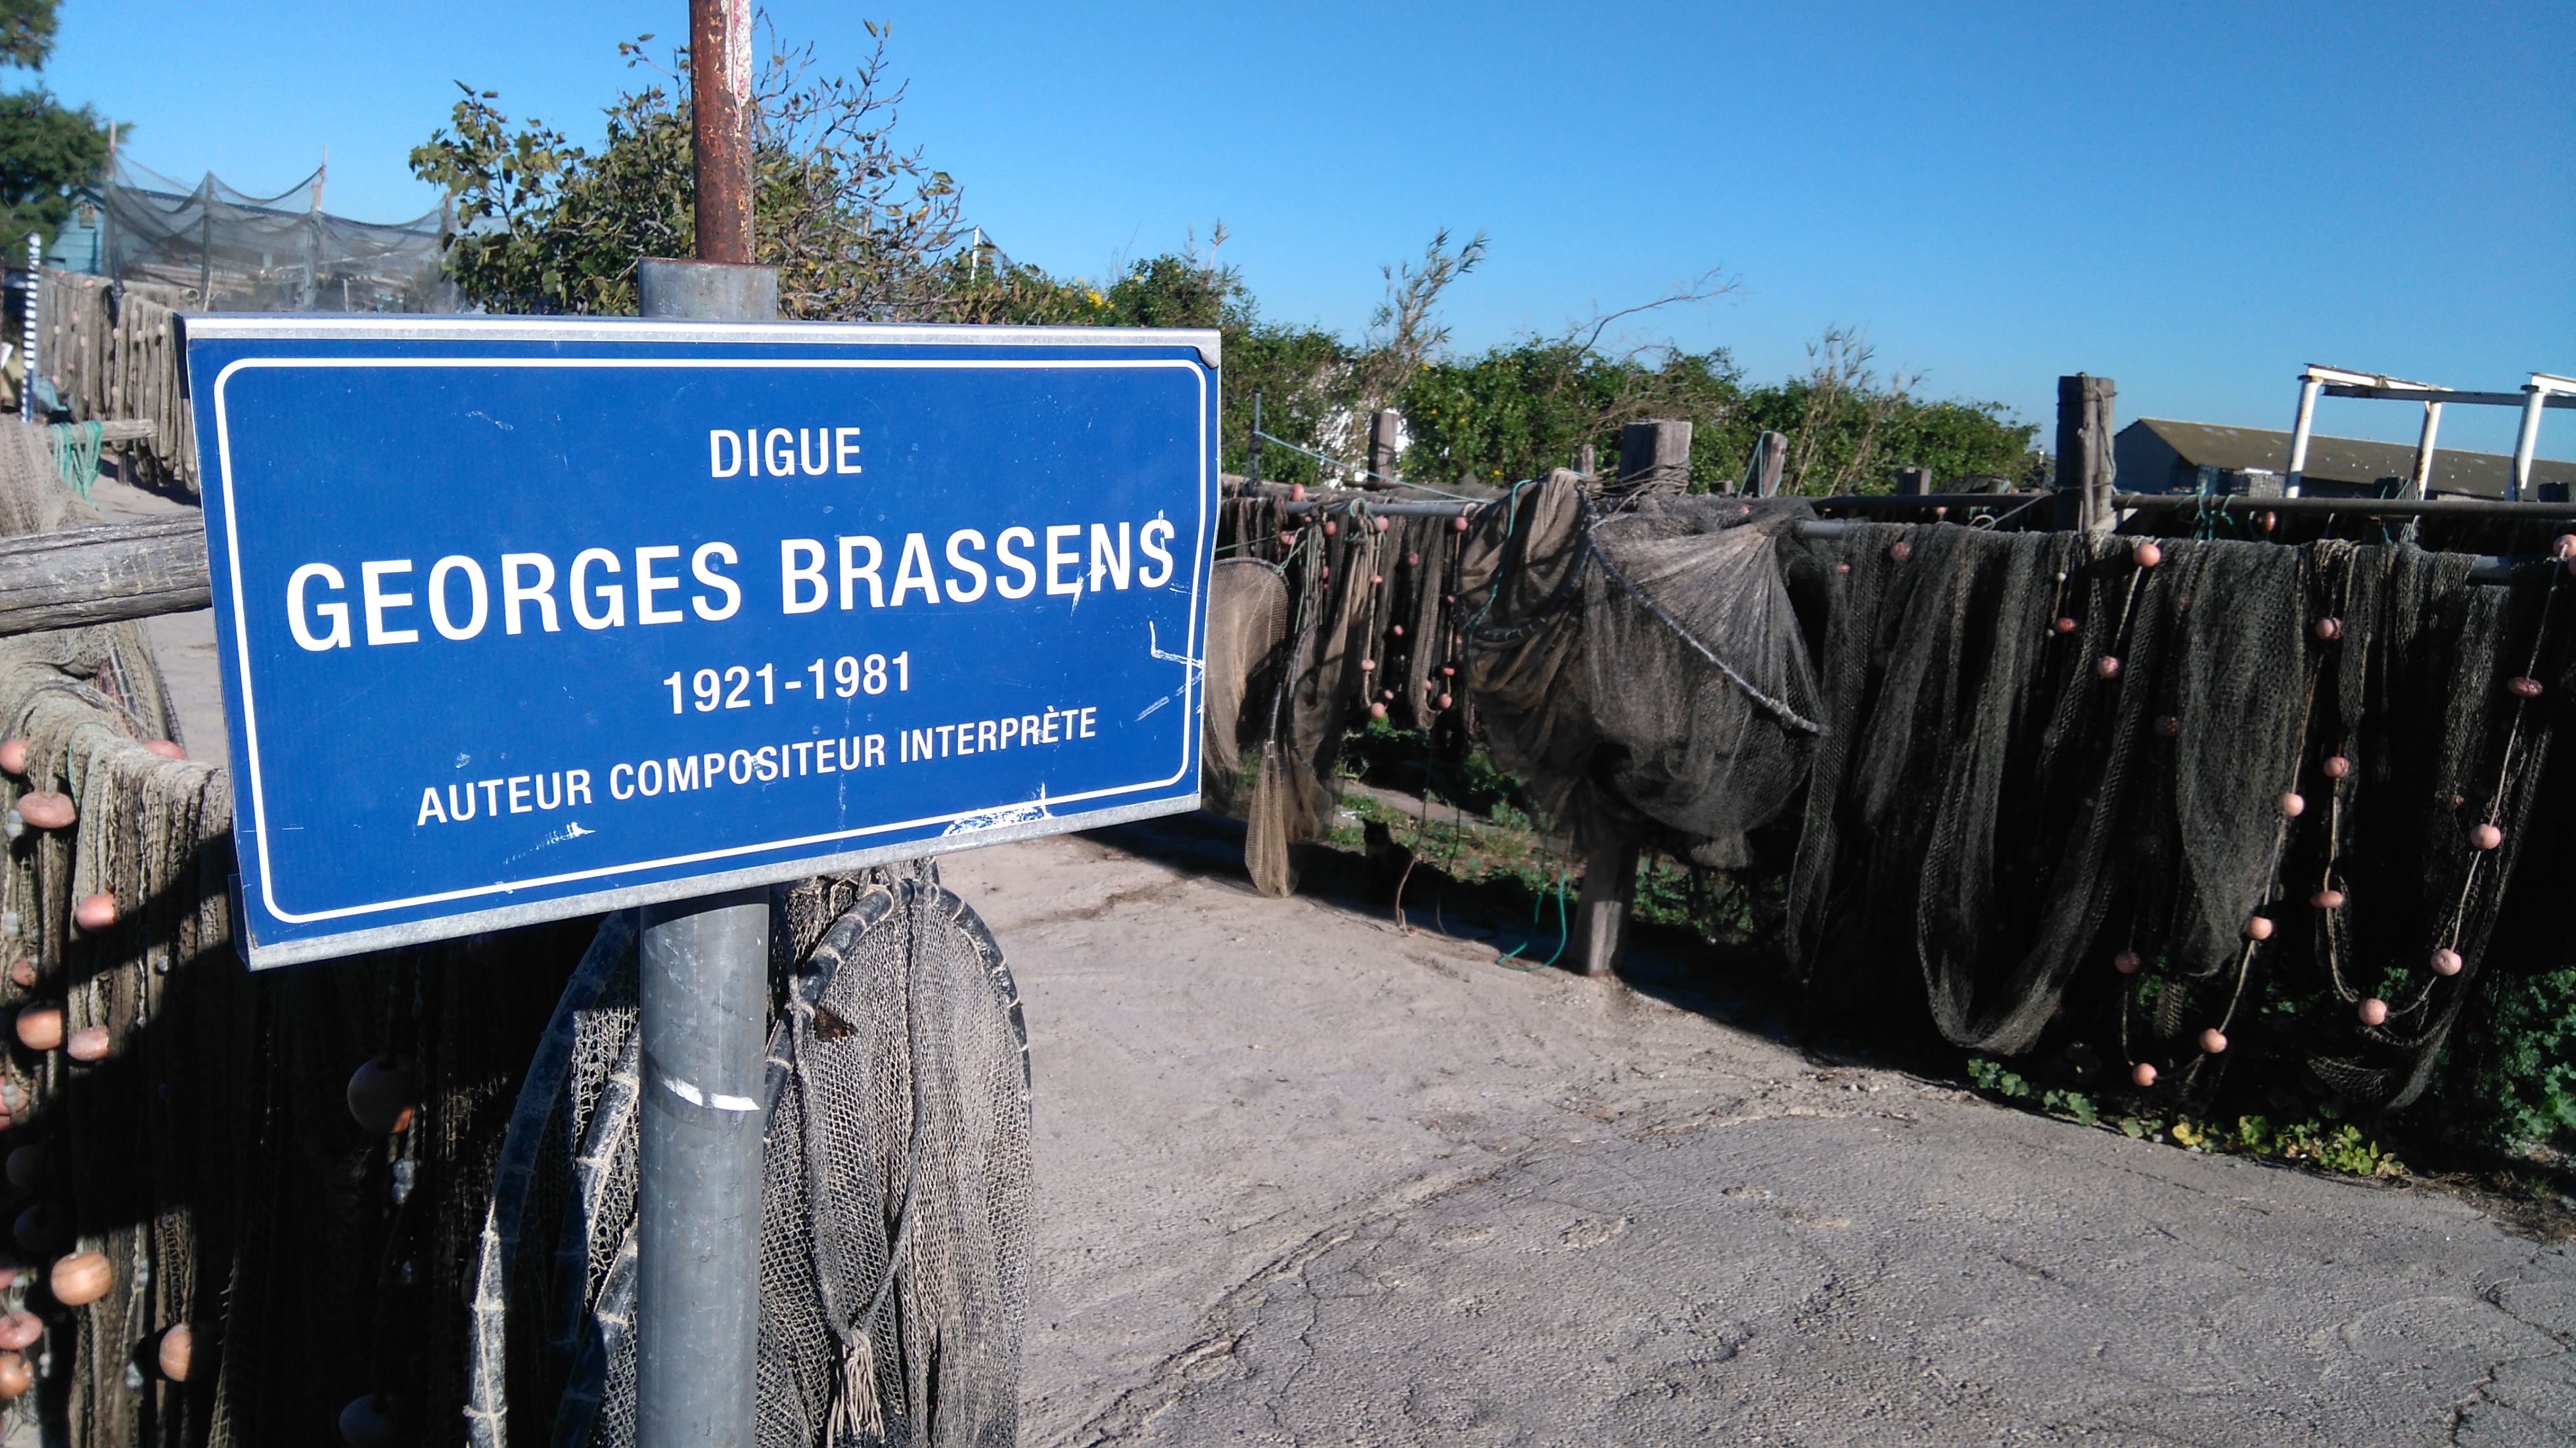 DIGUE
GEORGES BRASSENS
1921-1981
AUTEUR COMPOSITEUR INTERPRÈTE